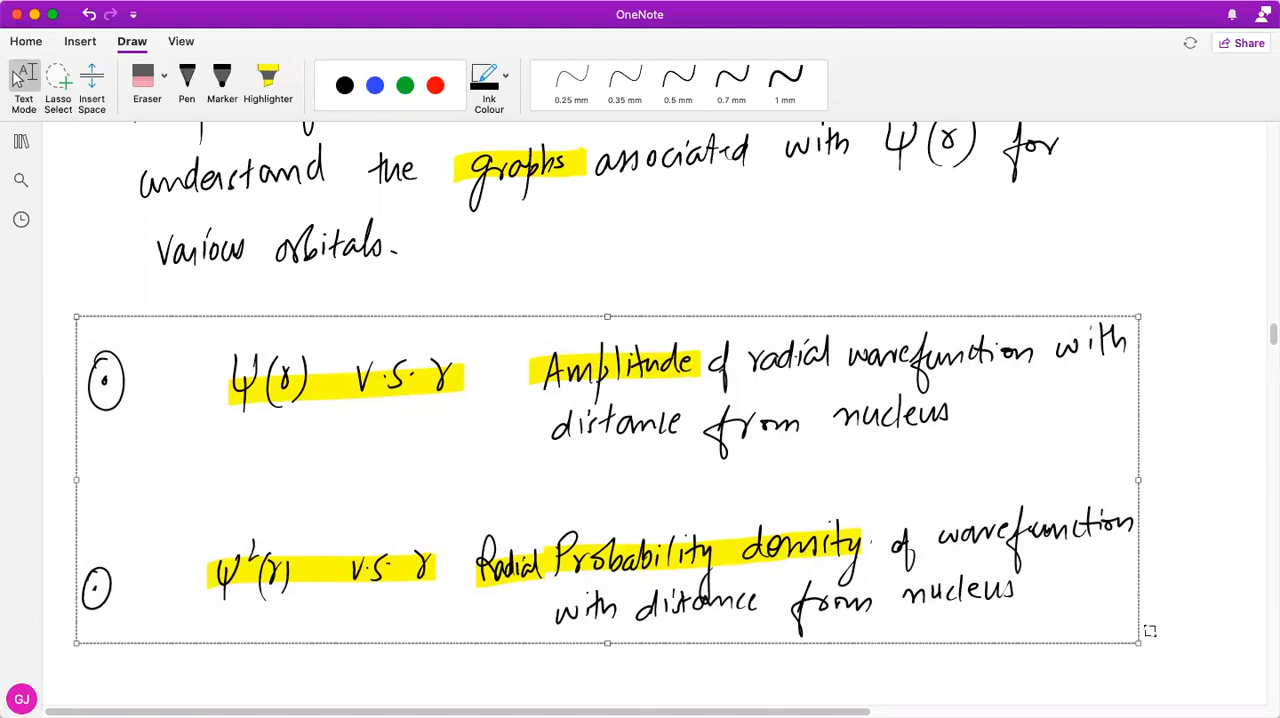 OneNote
Home Insert Draw View
Share
Text Mode
Lasso Select
Insert Space
Eraser
Pen
Marker
Highlighter
Ink Colour
0.25 mm
0.35 mm
0.5 mm
0.7 mm
1 mm
understand the graphs associated with ψ(r) for
various orbitals.
ψ(r) v.s. r Amplitude of radial wavefunction with
distance from nucleus
ψ²(r) v.s. r Radial Probability density of wavefunction
with distance from nucleus
GJ